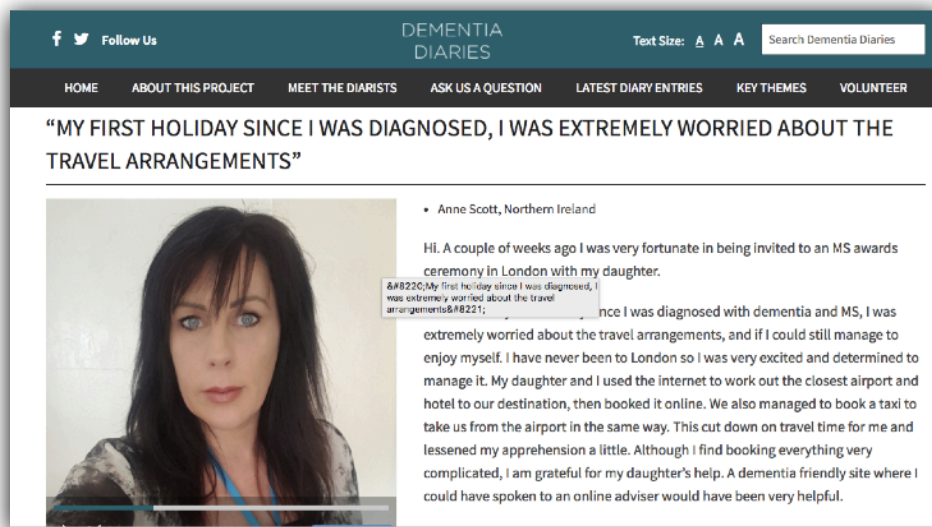 f Follow Us
DEMENTIA
DIARIES
Text Size: A A A
Search Dementia Diaries
HOME ABOUT THIS PROJECT MEET THE DIARISTS ASK US A QUESTION LATEST DIARY ENTRIES KEY THEMES VOLUNTEER
“MY FIRST HOLIDAY SINCE I WAS DIAGNOSED, I WAS EXTREMELY WORRIED ABOUT THE
TRAVEL ARRANGEMENTS”
• Anne Scott, Northern Ireland
Hi. A couple of weeks ago I was very fortunate in being invited to an MS awards
ceremony in London with my daughter.
&#8220;My first holiday since I was diagnosed, I
was extremely worried about the travel
arrangements&#8221;
since I was diagnosed with dementia and MS, I was
extremely worried about the travel arrangements, and if I could still manage to
enjoy myself. I have never been to London so I was very excited and determined to
manage it. My daughter and I used the internet to work out the closest airport and
hotel to our destination, then booked it online. We also managed to book a taxi to
take us from the airport in the same way. This cut down on travel time for me and
lessened my apprehension a little. Although I find booking everything very
complicated, I am grateful for my daughter’s help. A dementia friendly site where I
could have spoken to an online adviser would have been very helpful.